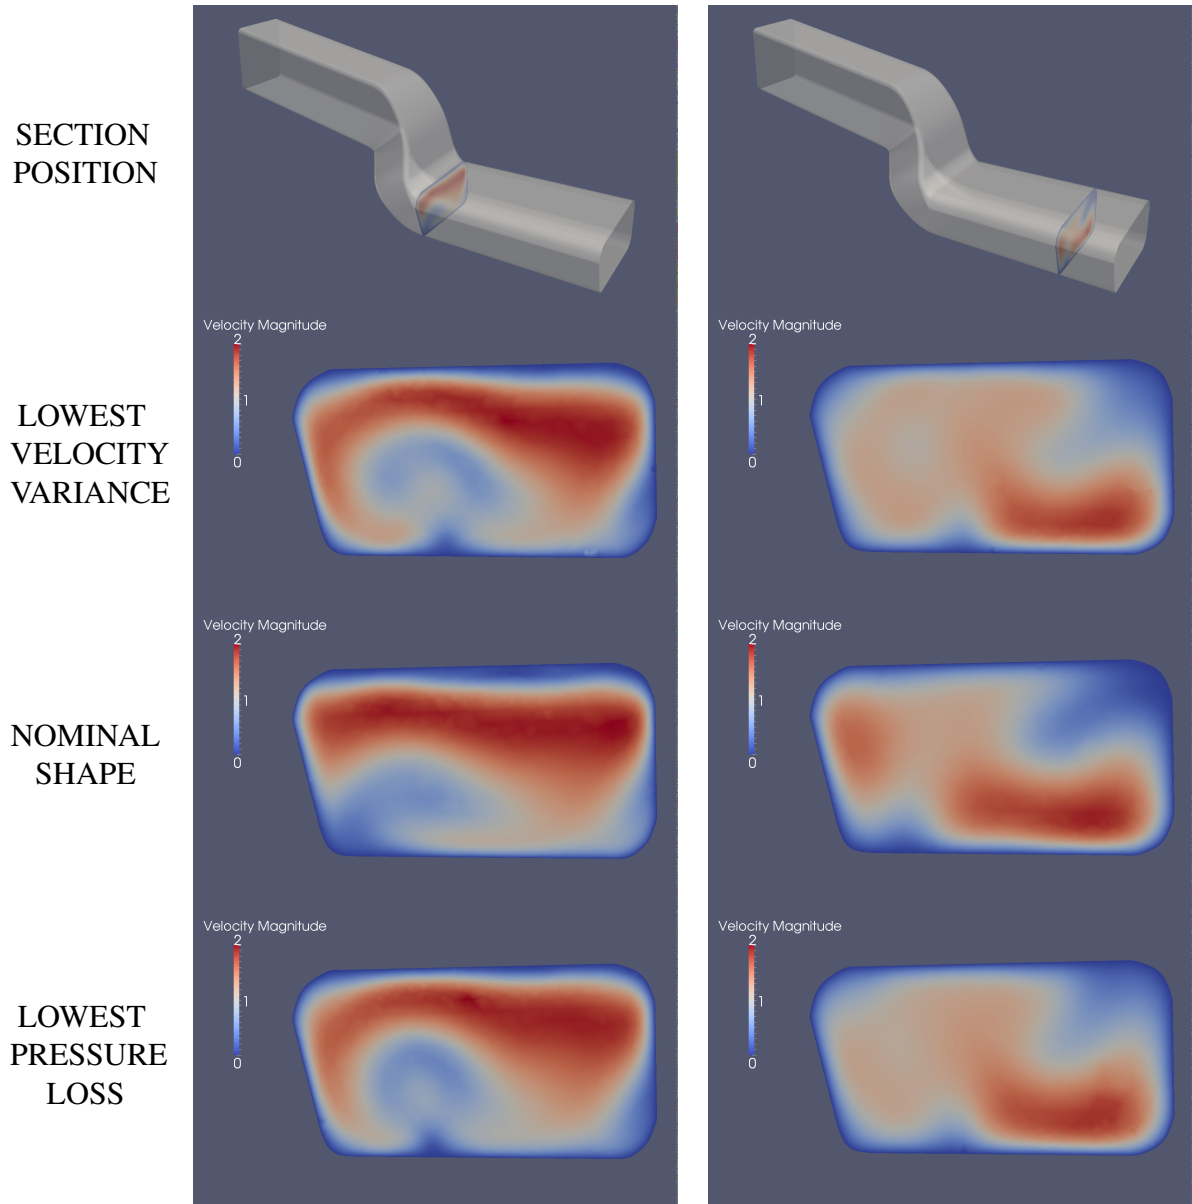 SECTION
POSITION
LOWEST
VELOCITY
VARIANCE
Velocity Magnitude
2
1
0
Velocity Magnitude
2
1
0
NOMINAL
SHAPE
Velocity Magnitude
2
1
0
Velocity Magnitude
2
1
0
LOWEST
PRESSURE
LOSS
Velocity Magnitude
2
1
0
Velocity Magnitude
2
1
0